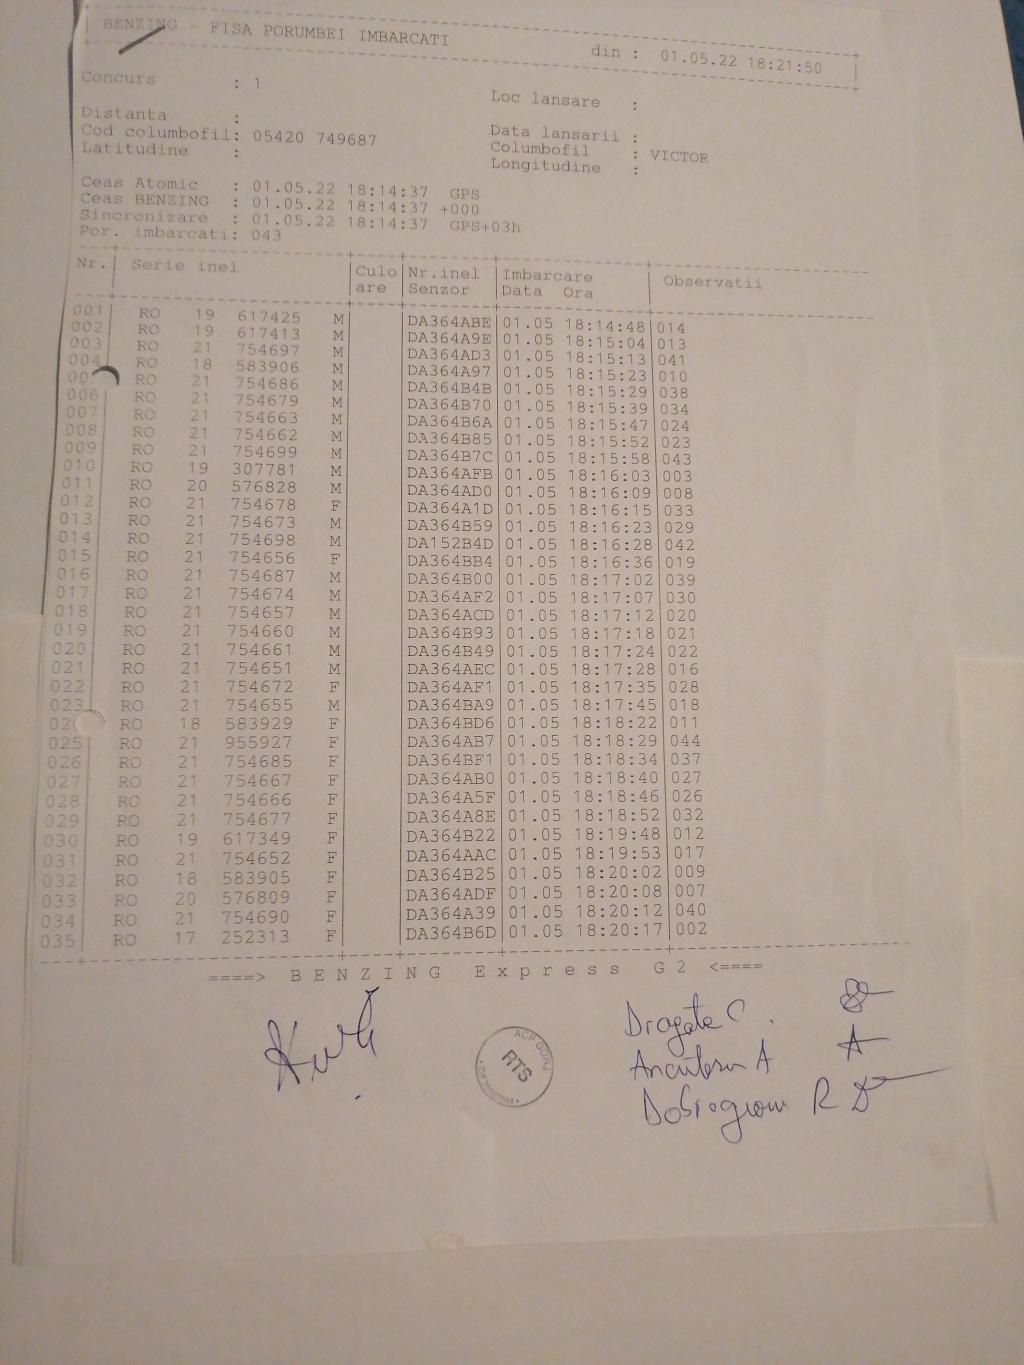 BENZING - FISA PORUMBEI IMBARCATI din : 01.05.22 18:21:50
Concurs : 1 Loc lansare :
Distanta : Data lansarii :
Cod columbofil: 05420 749687 Columbofil : VICTOR
Latitudine : Longitudine :
Ceas Atomic : 01.05.22 18:14:37 GPS
Ceas BENZING : 01.05.22 18:14:37 +000
Sincronizare : 01.05.22 18:14:37 GPS+03h
Por. imbarcati: 043
Nr. Serie inel Culo Nr.inel Imbarcare Observatii
are Senzor Data Ora
001 RO 19 617425 M DA364ABE 01.05 18:14:48 014
002 RO 19 617413 M DA364A9E 01.05 18:15:04 013
003 RO 21 754697 M DA364AD3 01.05 18:15:13 041
004 RO 18 583906 M DA364A97 01.05 18:15:23 010
00 RO 21 754686 M DA364B4B 01.05 18:15:29 038
006 RO 21 754679 M DA364B70 01.05 18:15:39 034
007 RO 21 754663 M DA364B6A 01.05 18:15:47 024
008 RO 21 754662 M DA364B85 01.05 18:15:52 023
009 RO 21 754699 M DA364B7C 01.05 18:15:58 043
010 RO 19 307781 M DA364AFB 01.05 18:16:03 003
011 RO 20 576828 M DA364AD0 01.05 18:16:09 008
012 RO 21 754678 F DA364A1D 01.05 18:16:15 033
013 RO 21 754673 M DA364B59 01.05 18:16:23 029
014 RO 21 754698 M DA152B4D 01.05 18:16:28 042
015 RO 21 754656 F DA364BB4 01.05 18:16:36 019
016 RO 21 754687 M DA364B00 01.05 18:17:02 039
017 RO 21 754674 M DA364AF2 01.05 18:17:07 030
018 RO 21 754657 M DA364ACD 01.05 18:17:12 020
019 RO 21 754660 M DA364B93 01.05 18:17:18 021
020 RO 21 754661 M DA364B49 01.05 18:17:24 022
021 RO 21 754651 M DA364AEC 01.05 18:17:28 016
022 RO 21 754672 F DA364AF1 01.05 18:17:35 028
023 RO 21 754655 M DA364BA9 01.05 18:17:45 018
02 RO 18 583929 F DA364BD6 01.05 18:18:22 011
025 RO 21 955927 F DA364AB7 01.05 18:18:29 044
026 RO 21 754685 F DA364BF1 01.05 18:18:34 037
027 RO 21 754667 F DA364AB0 01.05 18:18:40 027
028 RO 21 754666 F DA364A5F 01.05 18:18:46 026
029 RO 21 754677 F DA364A8E 01.05 18:18:52 032
030 RO 19 617349 F DA364B22 01.05 18:19:48 012
031 RO 21 754652 F DA364AAC 01.05 18:19:53 017
032 RO 18 583905 F DA364B25 01.05 18:20:02 009
033 RO 20 576809 F DA364ADF 01.05 18:20:08 007
034 RO 21 754690 F DA364A39 01.05 18:20:12 040
035 RO 17 252313 F DA364B6D 01.05 18:20:17 002
====> BENZING Express G2 <====
ACP GORJ
RTS